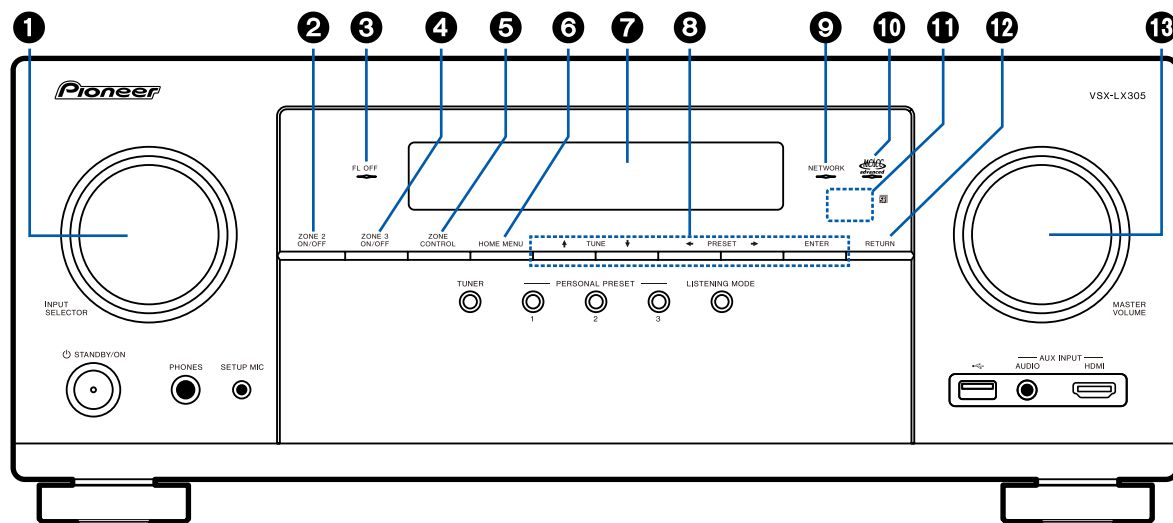 1 2 3 4 5 6 7 8 9 10 11 12 13
Pioneer
VSX-LX305
FL OFF
NETWORK
MCACC
advanced
ZONE 2
ON/OFF
ZONE 3
ON/OFF
ZONE
CONTROL
HOME MENU
TUNE
PRESET
ENTER
RETURN
INPUT
SELECTOR
TUNER
PERSONAL PRESET
LISTENING MODE
1 2 3
MASTER
VOLUME
STANDBY/ON
PHONES
SETUP MIC
AUX INPUT
AUDIO
HDMI